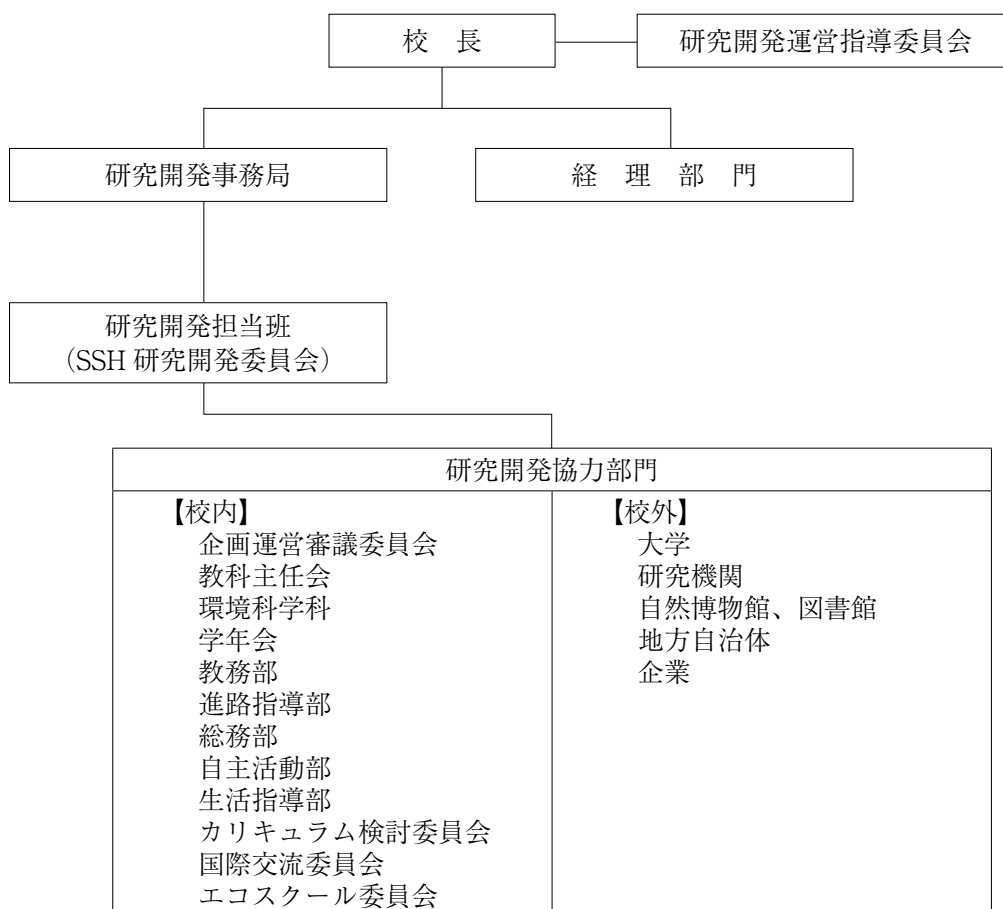 校　長
研究開発運営指導委員会
研究開発事務局
経　理　部　門
研究開発担当班
（SSH 研究開発委員会）
研究開発協力部門
【校内】
企画運営審議委員会
教科主任会
環境科学科
学年会
教務部
進路指導部
総務部
自主活動部
生活指導部
カリキュラム検討委員会
国際交流委員会
エコスクール委員会
【校外】
大学
研究機関
自然博物館、図書館
地方自治体
企業